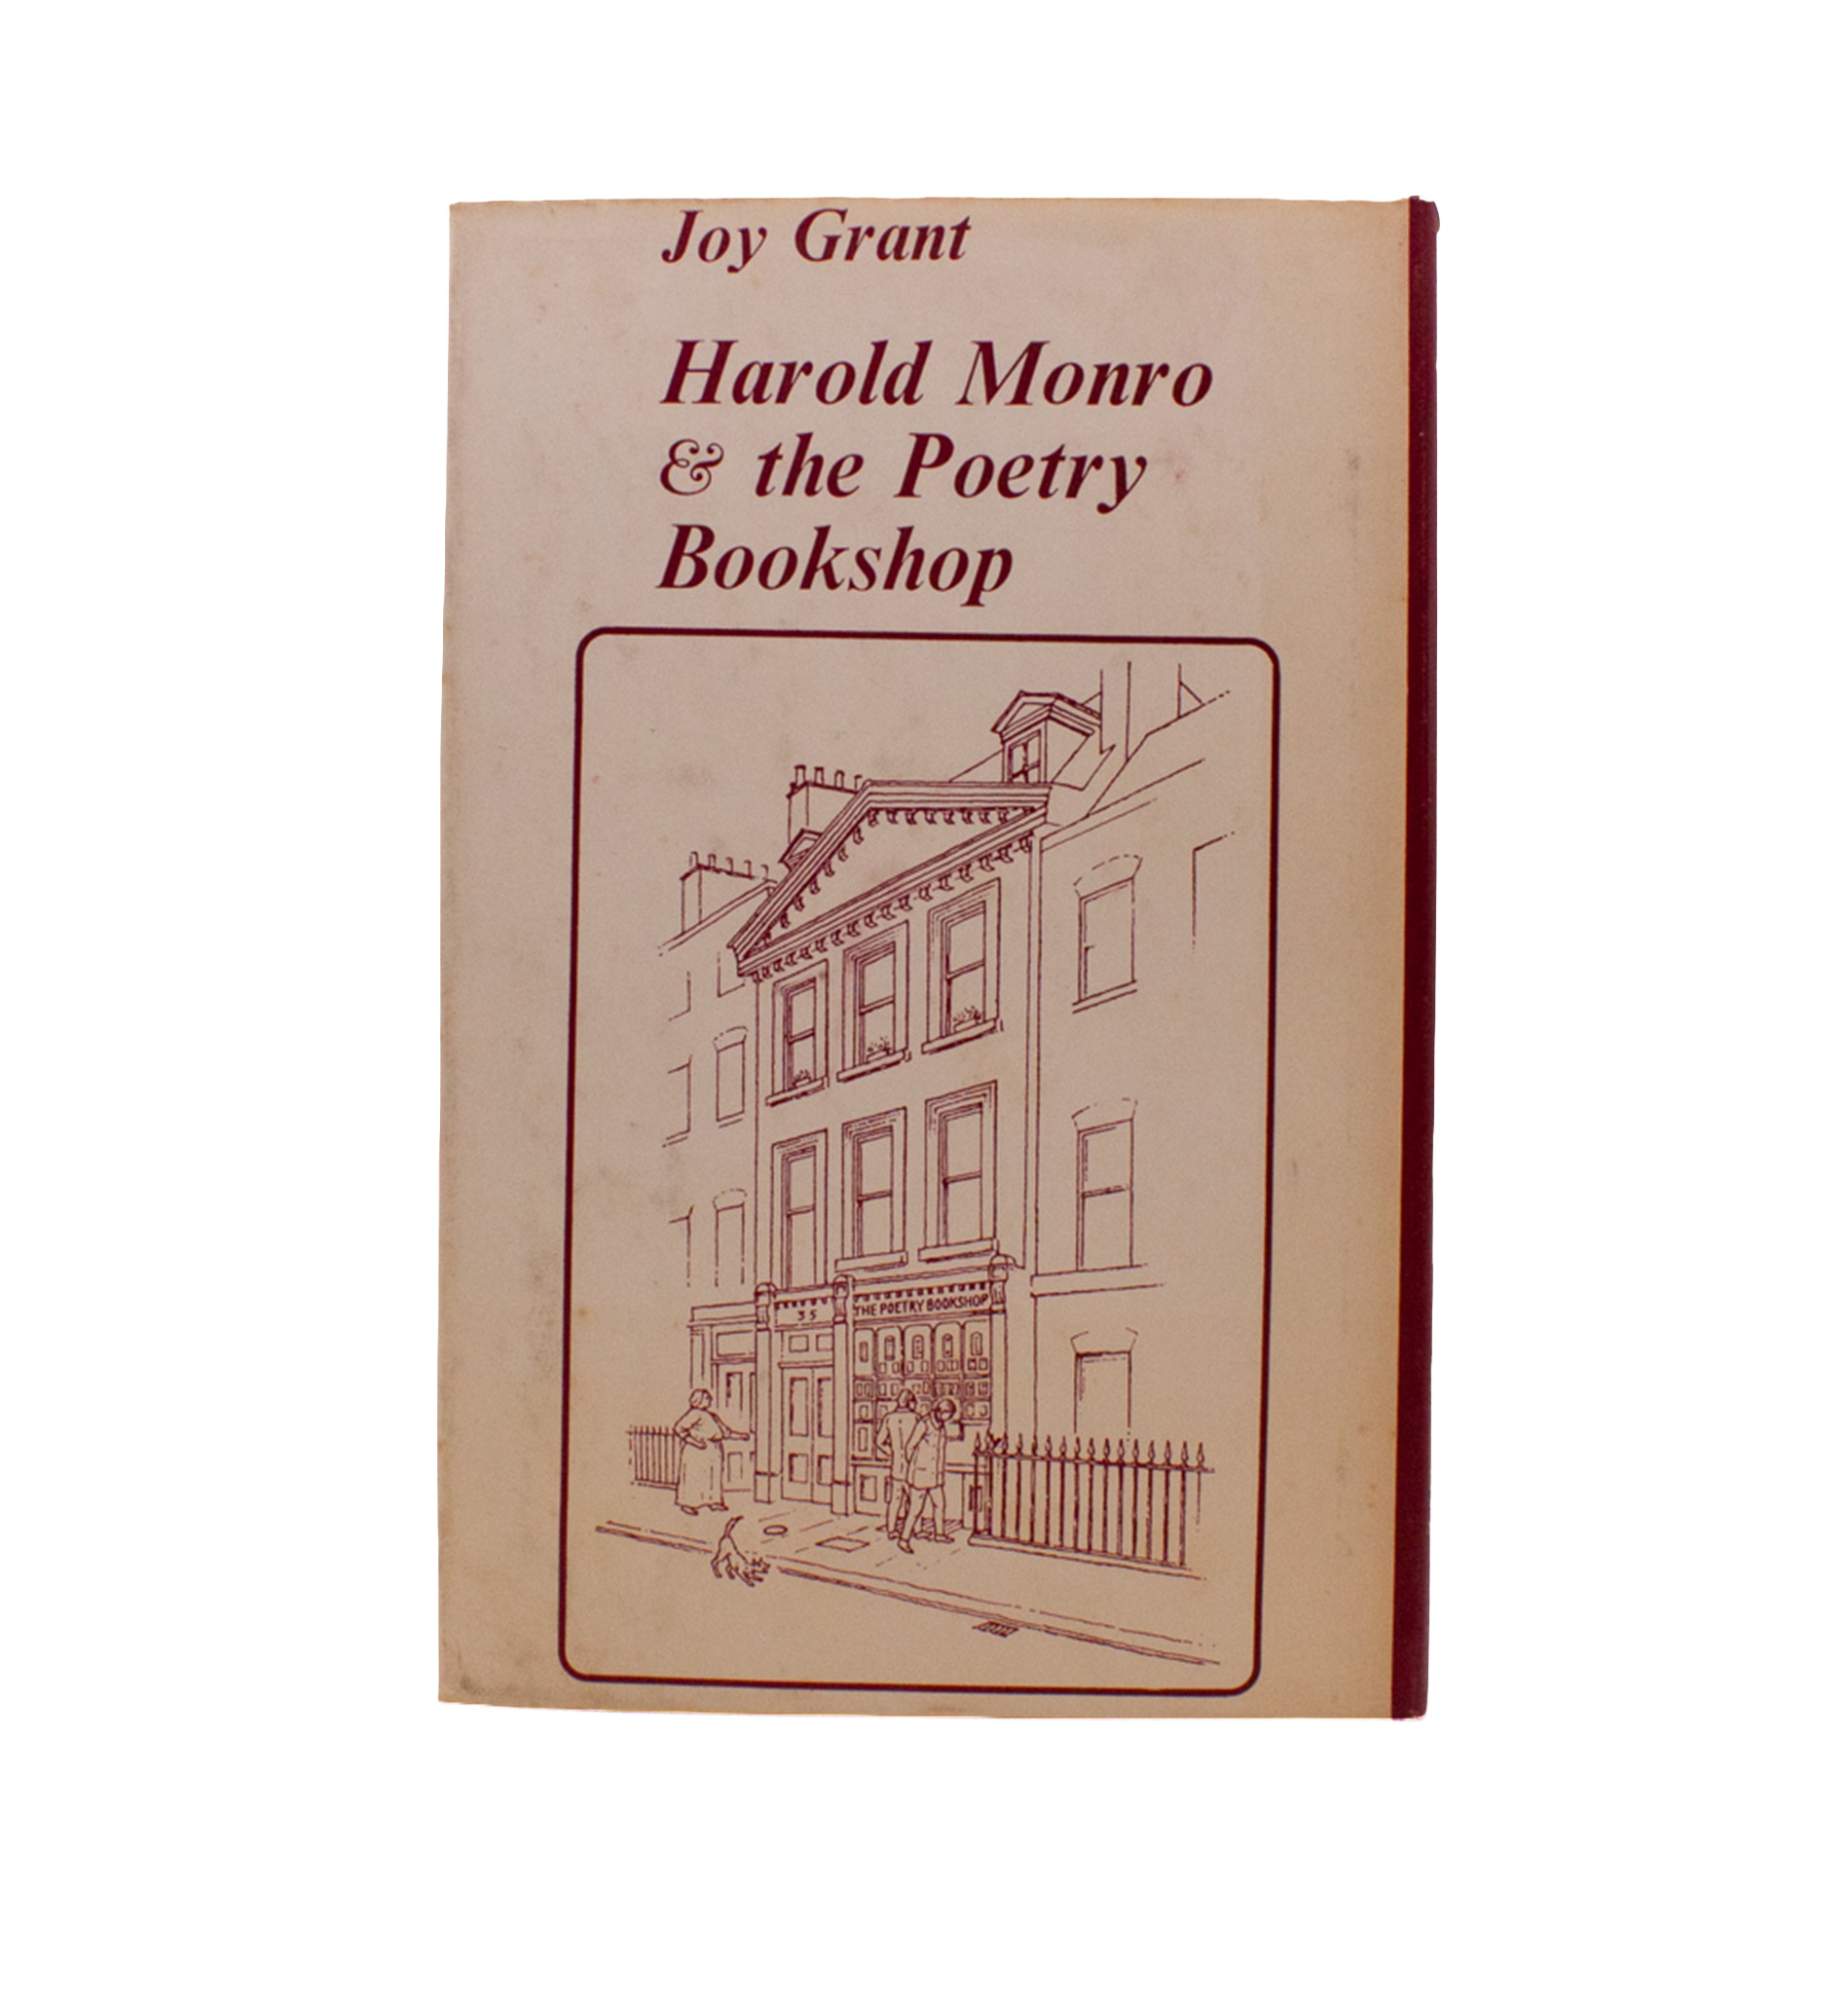 Joy Grant
Harold Monro
& the Poetry
Bookshop
35
THE POETRY BOOKSHOP